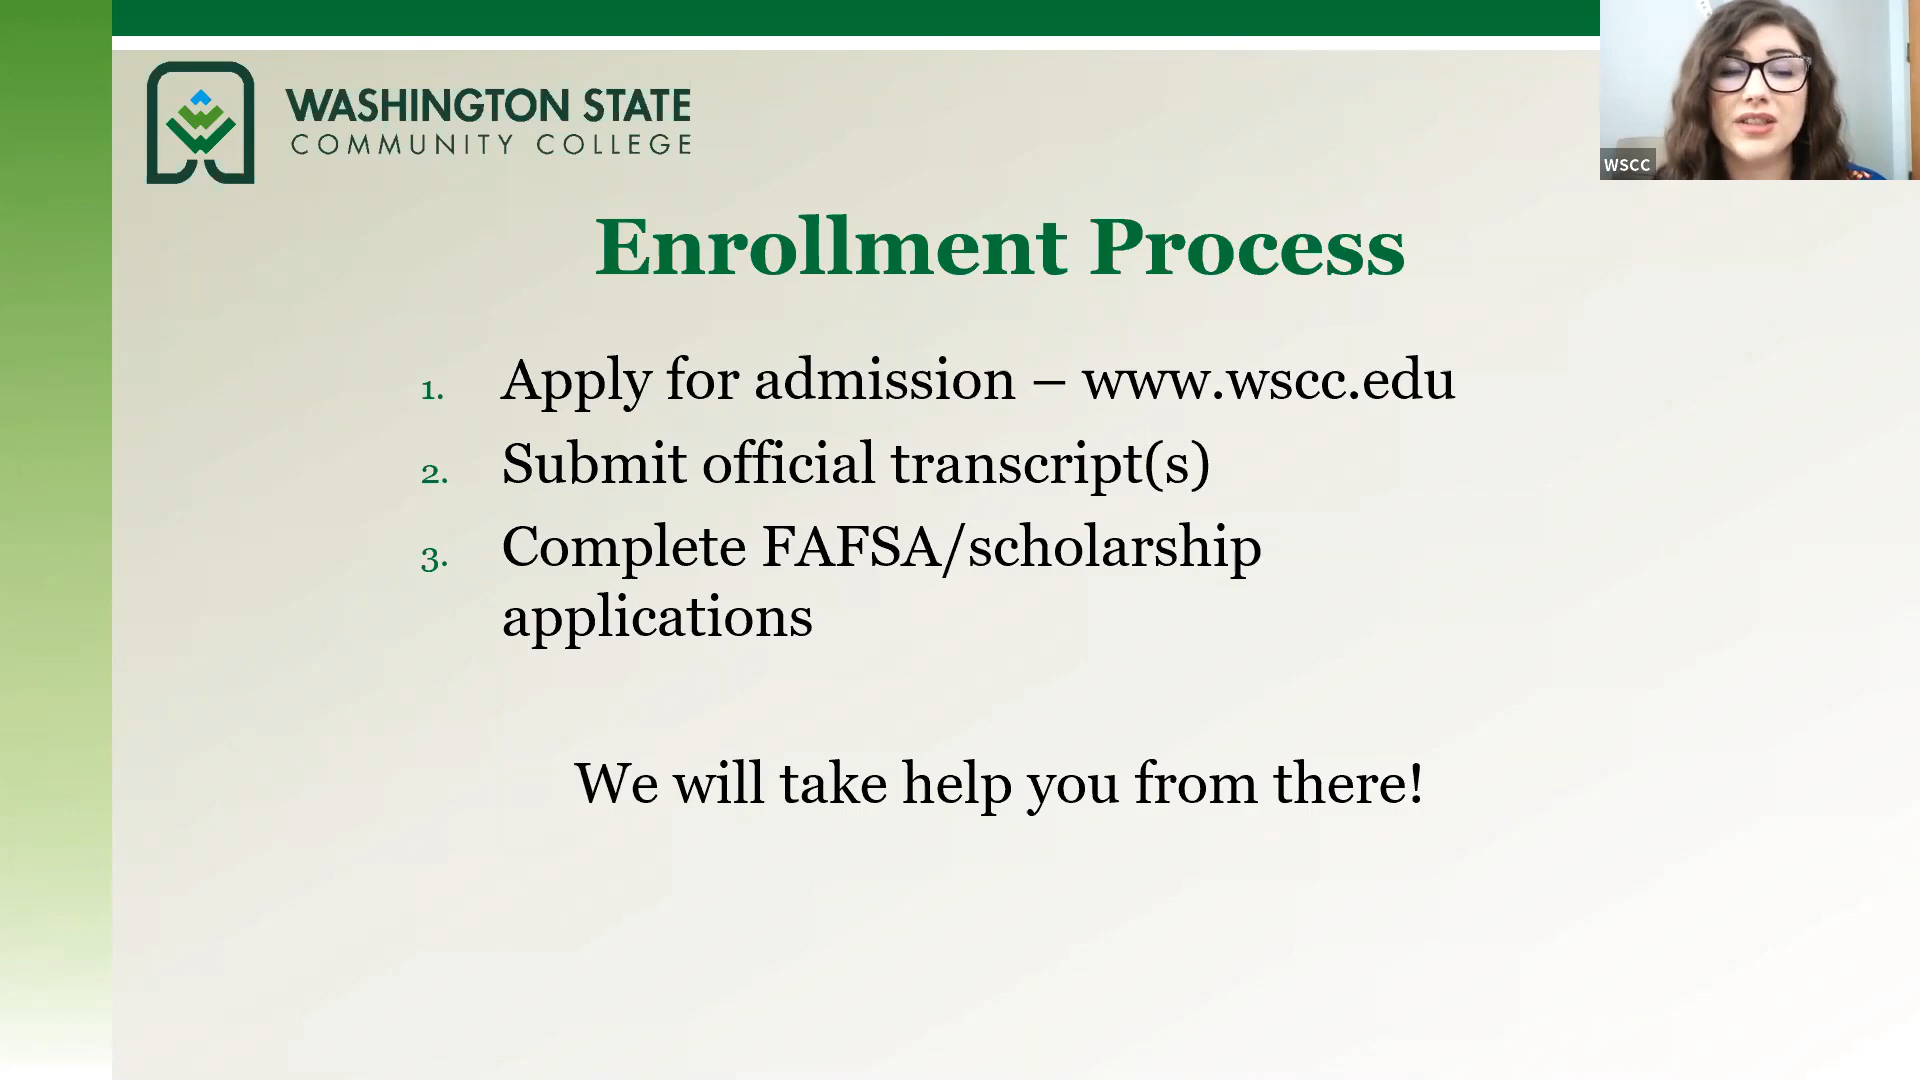 WASHINGTON STATE
COMMUNITY COLLEGE
WSCC
Enrollment Process
1. Apply for admission – www.wscc.edu
2. Submit official transcript(s)
3. Complete FAFSA/scholarship
applications
We will take help you from there!